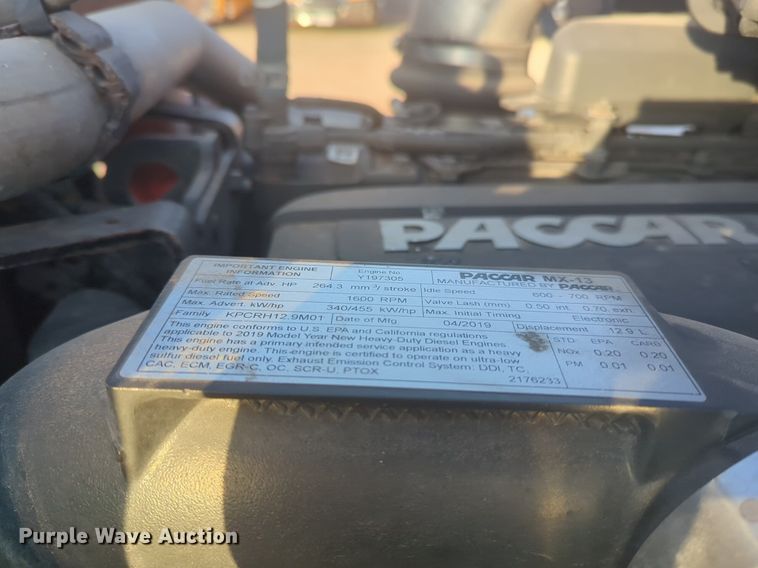 PACCAR
IMPORTANT ENGINE INFORMATION
Engine No. Y197305
PACCAR MX-13
MANUFACTURED BY PACCAR
Fuel Rate at Adv. HP 264.3 mm³/stroke Idle Speed 600 - 700 RPM
Max. Rated Speed 1600 RPM Valve Lash (mm) 0.50 int. 0.70 exh.
Max. Advert. kW/hp 340/455 kW/hp Max. Initial Timing Electronic
Family KPCRH12.9M01 Date of Mfg 04/2019 Displacement 12.9 L
This engine conforms to U.S. EPA and California regulations
applicable to 2019 Model Year New Heavy-Duty Diesel Engines.
This engine has a primary intended service application as a heavy
heavy-duty engine. This engine is certified to operate on ultra-low
sulfur diesel fuel only. Exhaust Emission Control System: DDI, TC,
CAC, ECM, EGR-C, OC, SCR-U, PTOX
STD. EPA CARB
NOx 0.20 0.20
PM 0.01 0.01
2176233
Purple Wave Auction